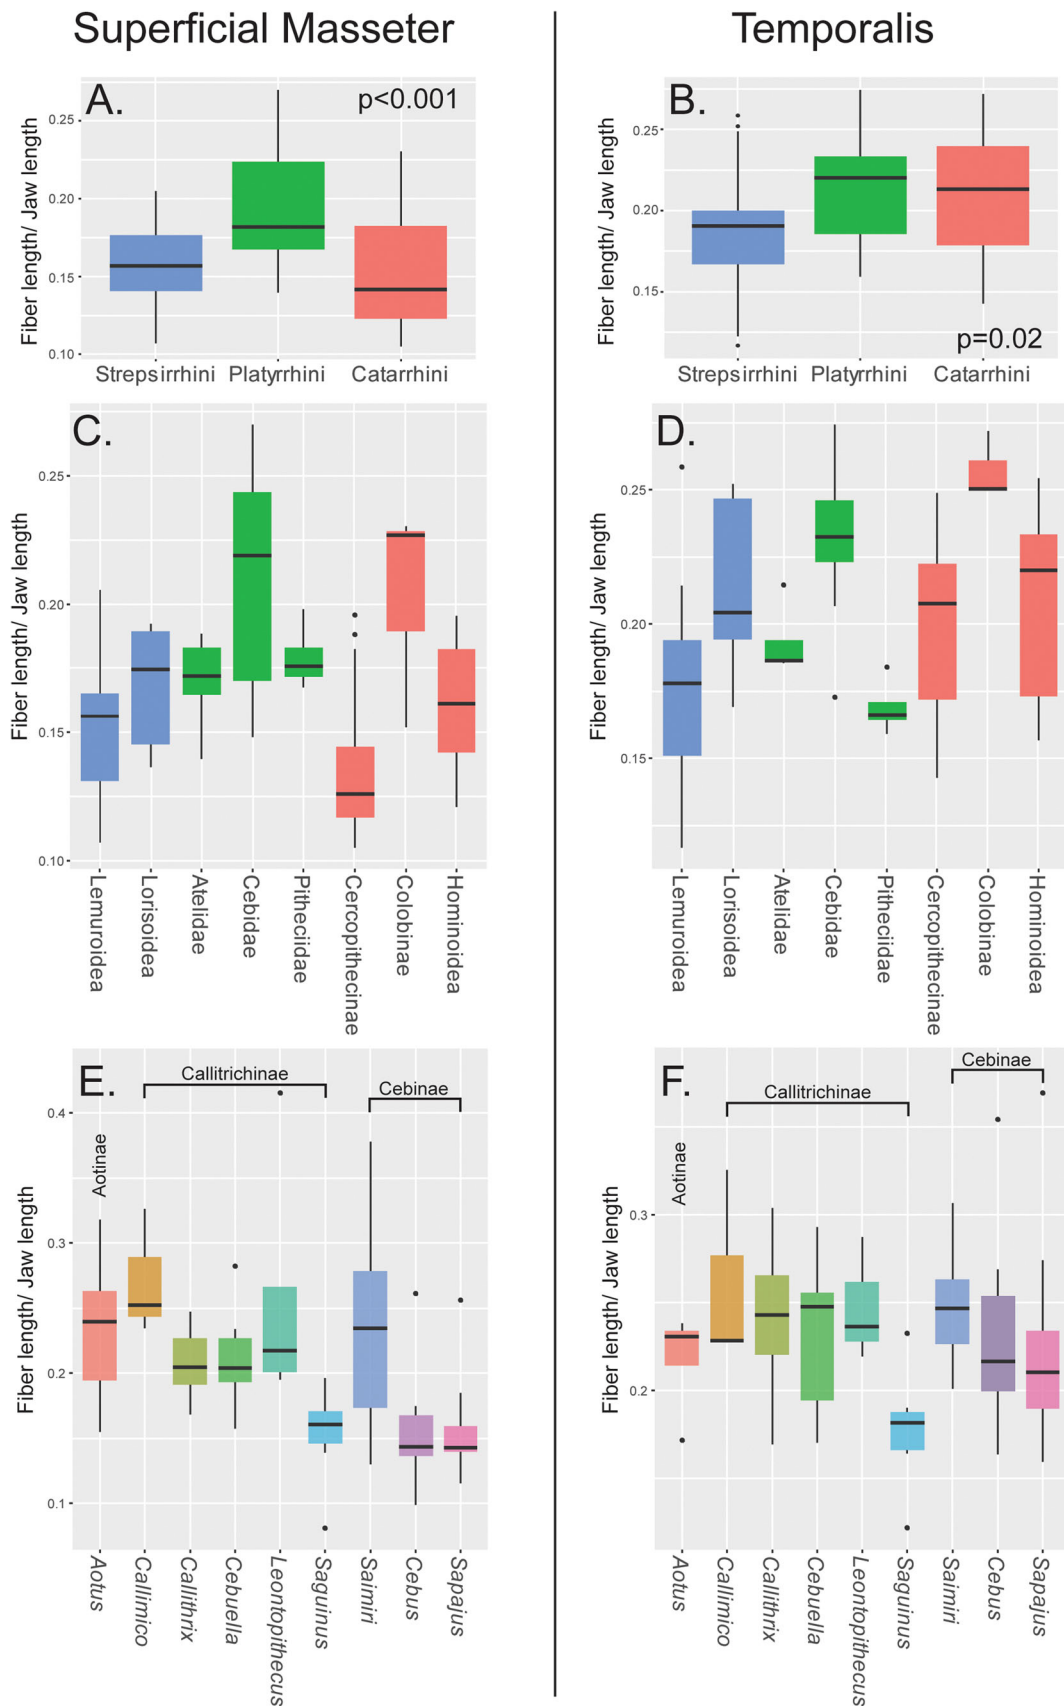 Superficial Masseter
Temporalis
A.
p<0.001
Fiber length/ Jaw length
0.25
0.20
0.15
0.10
Strepsirrhini Platyrrhini Catarrhini
B.
p=0.02
Fiber length/ Jaw length
0.25
0.20
0.15
Strepsirrhini Platyrrhini Catarrhini
C.
Fiber length/ Jaw length
0.25
0.20
0.15
0.10
Lemuroidea
Lorisoidea
Atelidae
Cebidae
Pitheciidae
Cercopithecinae
Colobinae
Hominoidea
D.
Fiber length/ Jaw length
0.25
0.20
0.15
Lemuroidea
Lorisoidea
Atelidae
Cebidae
Pitheciidae
Cercopithecinae
Colobinae
Hominoidea
E.
Callitrichinae
Cebinae
Aotinae
Fiber length/ Jaw length
0.4
0.3
0.2
0.1
Aotus
Callimico
Callithrix
Cebuella
Leontopithecus
Saguinus
Saimiri
Cebus
Sapajus
F.
Cebinae
Callitrichinae
Aotinae
Fiber length/ Jaw length
0.3
0.2
Aotus
Callimico
Callithrix
Cebuella
Leontopithecus
Saguinus
Saimiri
Cebus
Sapajus